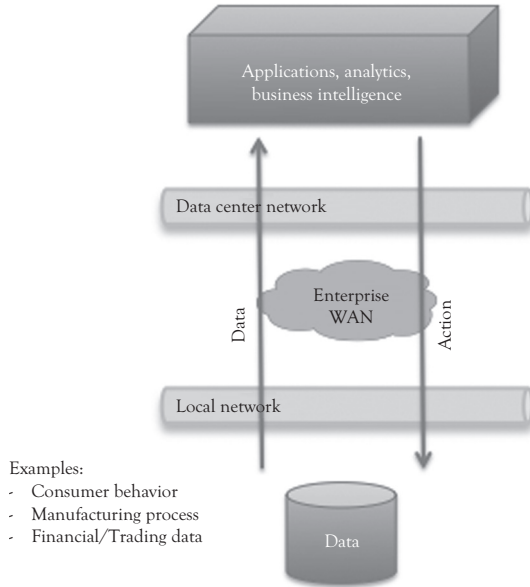 Applications, analytics,
business intelligence
Data center network
Enterprise
WAN
Data
Action
Local network
Examples:
- Consumer behavior
- Manufacturing process
- Financial/Trading data
Data